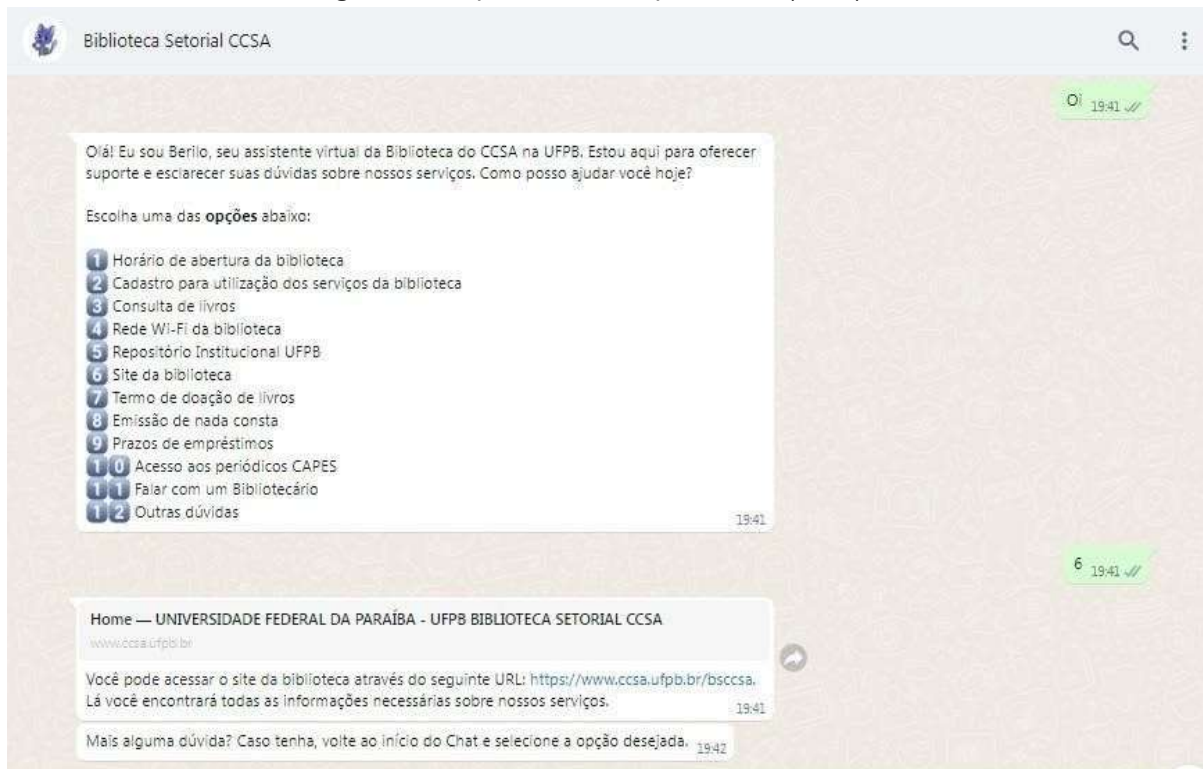 Biblioteca Setorial CCSA
Oi 19:41
Olá! Eu sou Berilo, seu assistente virtual da Biblioteca do CCSA na UFPB. Estou aqui para oferecer
suporte e esclarecer suas dúvidas sobre nossos serviços. Como posso ajudar você hoje?
Escolha uma das opções abaixo:
1 Horário de abertura da biblioteca
2 Cadastro para utilização dos serviços da biblioteca
3 Consulta de livros
4 Rede Wi-Fi da biblioteca
5 Repositório Institucional UFPB
6 Site da biblioteca
7 Termo de doação de livros
8 Emissão de nada consta
9 Prazos de empréstimos
10 Acesso aos periódicos CAPES
11 Falar com um Bibliotecário
12 Outras dúvidas
19:41
6 19:41
Home — UNIVERSIDADE FEDERAL DA PARAÍBA - UFPB BIBLIOTECA SETORIAL CCSA
www.ccsa.ufpb.br
Você pode acessar o site da biblioteca através do seguinte URL: https://www.ccsa.ufpb.br/bsccsa.
Lá você encontrará todas as informações necessárias sobre nossos serviços.
19:41
Mais alguma dúvida? Caso tenha, volte ao início do Chat e selecione a opção desejada. 19:42